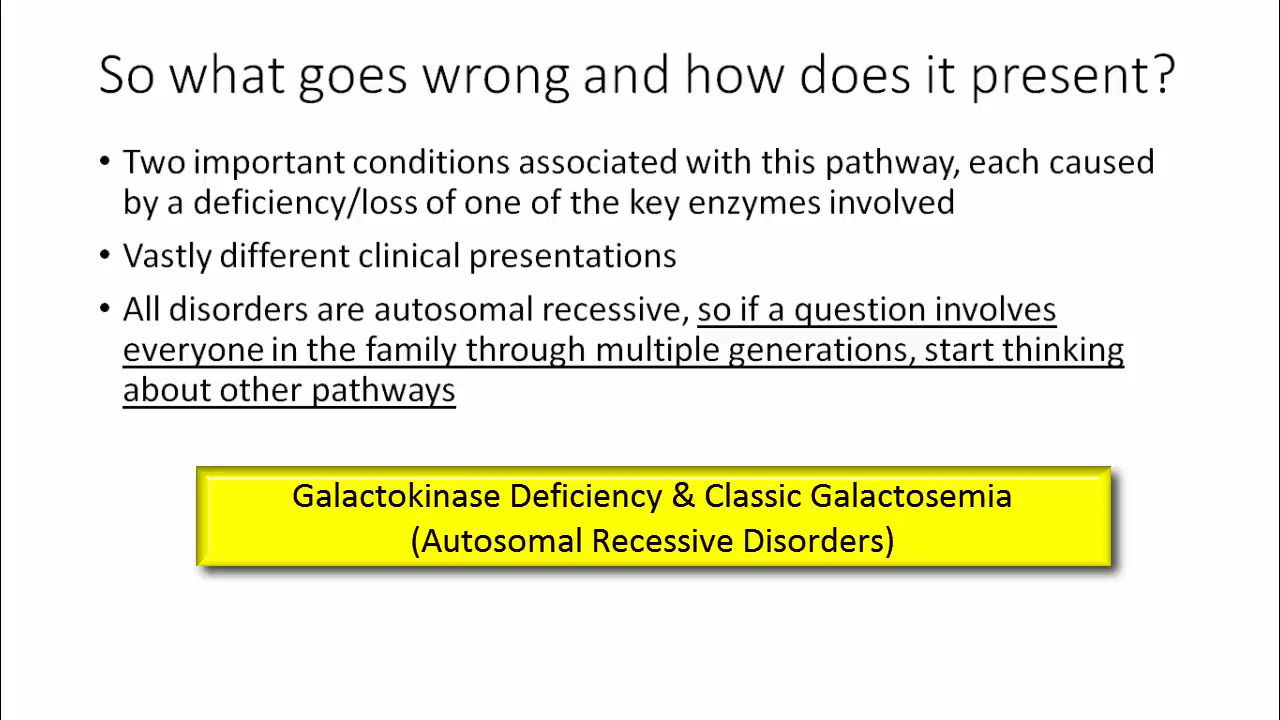 So what goes wrong and how does it present?
• Two important conditions associated with this pathway, each caused
by a deficiency/loss of one of the key enzymes involved
• Vastly different clinical presentations
• All disorders are autosomal recessive, so if a question involves
everyone in the family through multiple generations, start thinking
about other pathways
Galactokinase Deficiency & Classic Galactosemia
(Autosomal Recessive Disorders)